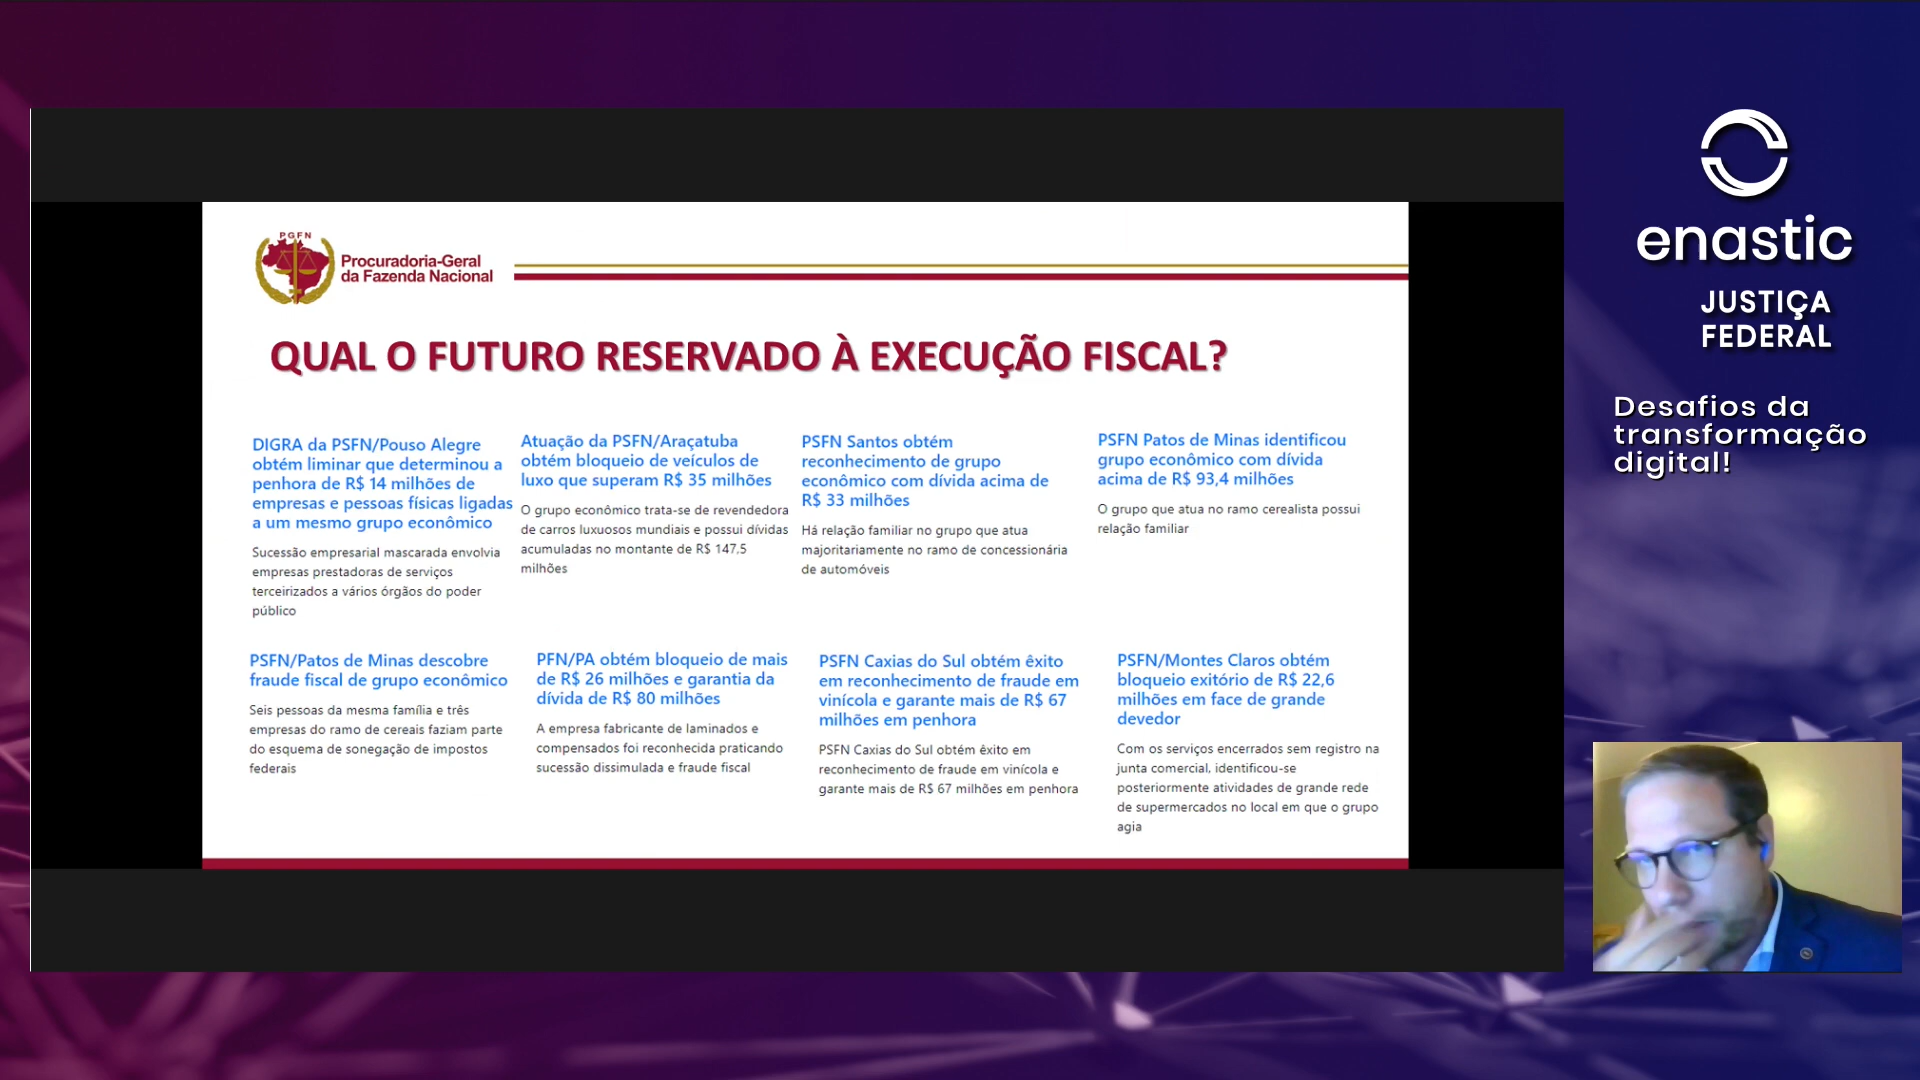 PGFN
Procuradoria-Geral
da Fazenda Nacional
QUAL O FUTURO RESERVADO À EXECUÇÃO FISCAL?
DIGRA da PSFN/Pouso Alegre
obtém liminar que determinou a
penhora de R$ 14 milhões de
empresas e pessoas físicas ligadas
a um mesmo grupo econômico
Sucessão empresarial mascarada envolvia
empresas prestadoras de serviços
terceirizados a vários órgãos do poder
público
Atuação da PSFN/Araçatuba
obtém bloqueio de veículos de
luxo que superam R$ 35 milhões
O grupo econômico trata-se de revendedora
de carros luxuosos mundiais e possui dívidas
acumuladas no montante de R$ 147,5
milhões
PSFN Santos obtém
reconhecimento de grupo
econômico com dívida acima de
R$ 33 milhões
Há relação familiar no grupo que atua
majoritariamente no ramo de concessionária
de automóveis
PSFN Patos de Minas identificou
grupo econômico com dívida
acima de R$ 93,4 milhões
O grupo que atua no ramo cerealista possui
relação familiar
PSFN/Patos de Minas descobre
fraude fiscal de grupo econômico
Seis pessoas da mesma família e três
empresas do ramo de cereais faziam parte
do esquema de sonegação de impostos
federais
PFN/PA obtém bloqueio de mais
de R$ 26 milhões e garantia da
dívida de R$ 80 milhões
A empresa fabricante de laminados e
compensados foi reconhecida praticando
sucessão dissimulada e fraude fiscal
PSFN Caxias do Sul obtém êxito
em reconhecimento de fraude em
vinícola e garante mais de R$ 67
milhões em penhora
PSFN Caxias do Sul obtém êxito em
reconhecimento de fraude em vinícola e
garante mais de R$ 67 milhões em penhora
PSFN/Montes Claros obtém
bloqueio exitório de R$ 22,6
milhões em face de grande
devedor
Com os serviços encerrados sem registro na
junta comercial, identificou-se
posteriormente atividades de grande rede
de supermercados no local em que o grupo
agia
enastic
JUSTIÇA
FEDERAL
Desafios da
transformação
digital!